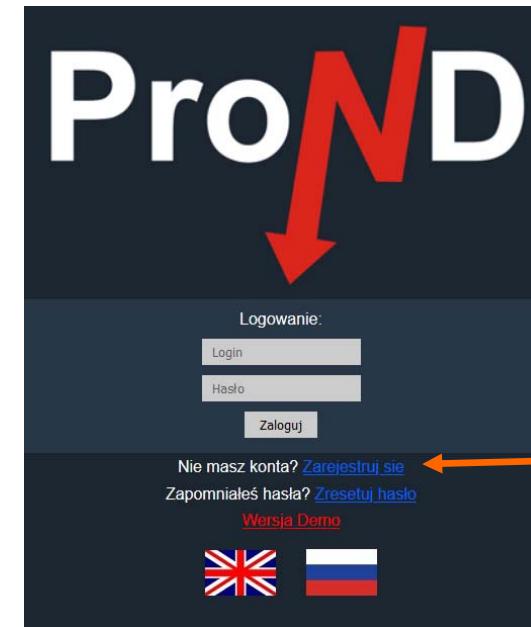 ProND
Logowanie:
Login
Hasło
Zaloguj
Nie masz konta? Zarejestruj sie
Zapomniałeś hasła? Zresetuj hasło
Wersja Demo